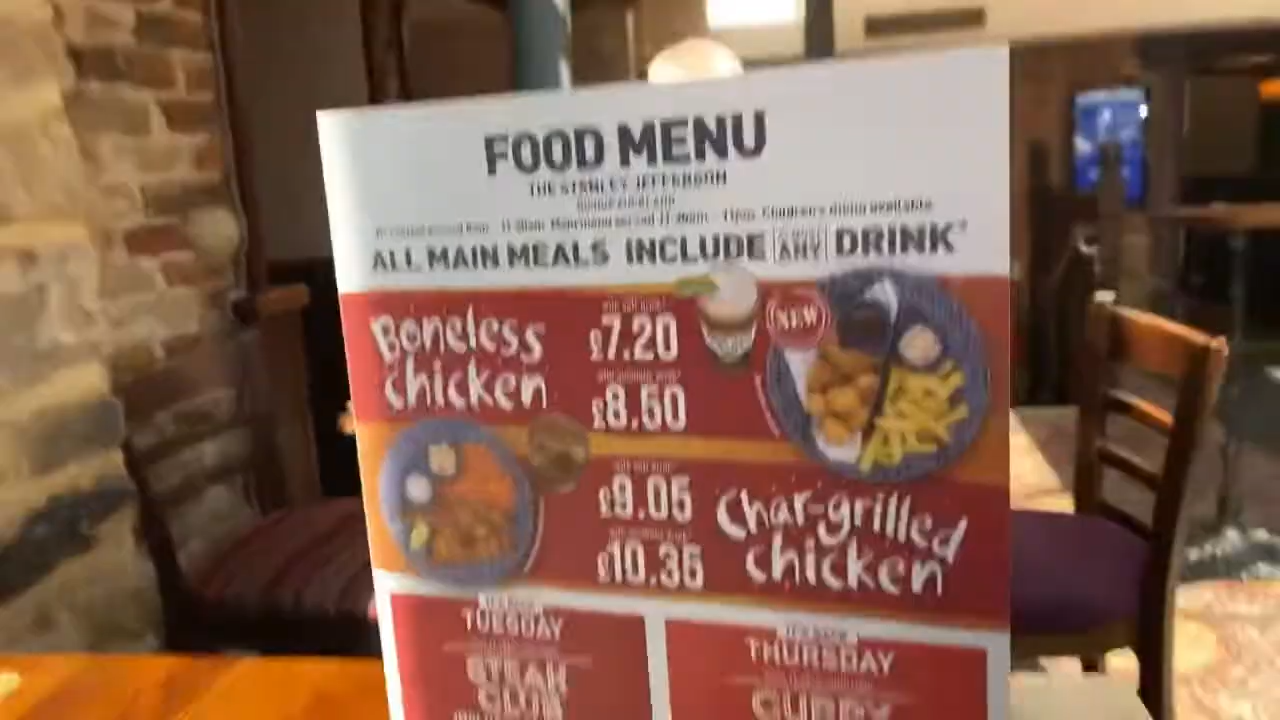 FOOD MENU
THE STANLEY JEFFERSON
ALL MAIN MEALS INCLUDE ANY DRINK*
Boneless
chicken
£7.20
£8.50
NEW
£9.05
£10.35
Char-grilled
chicken
TUESDAY
STEAK
CLUB
THURSDAY
CURRY